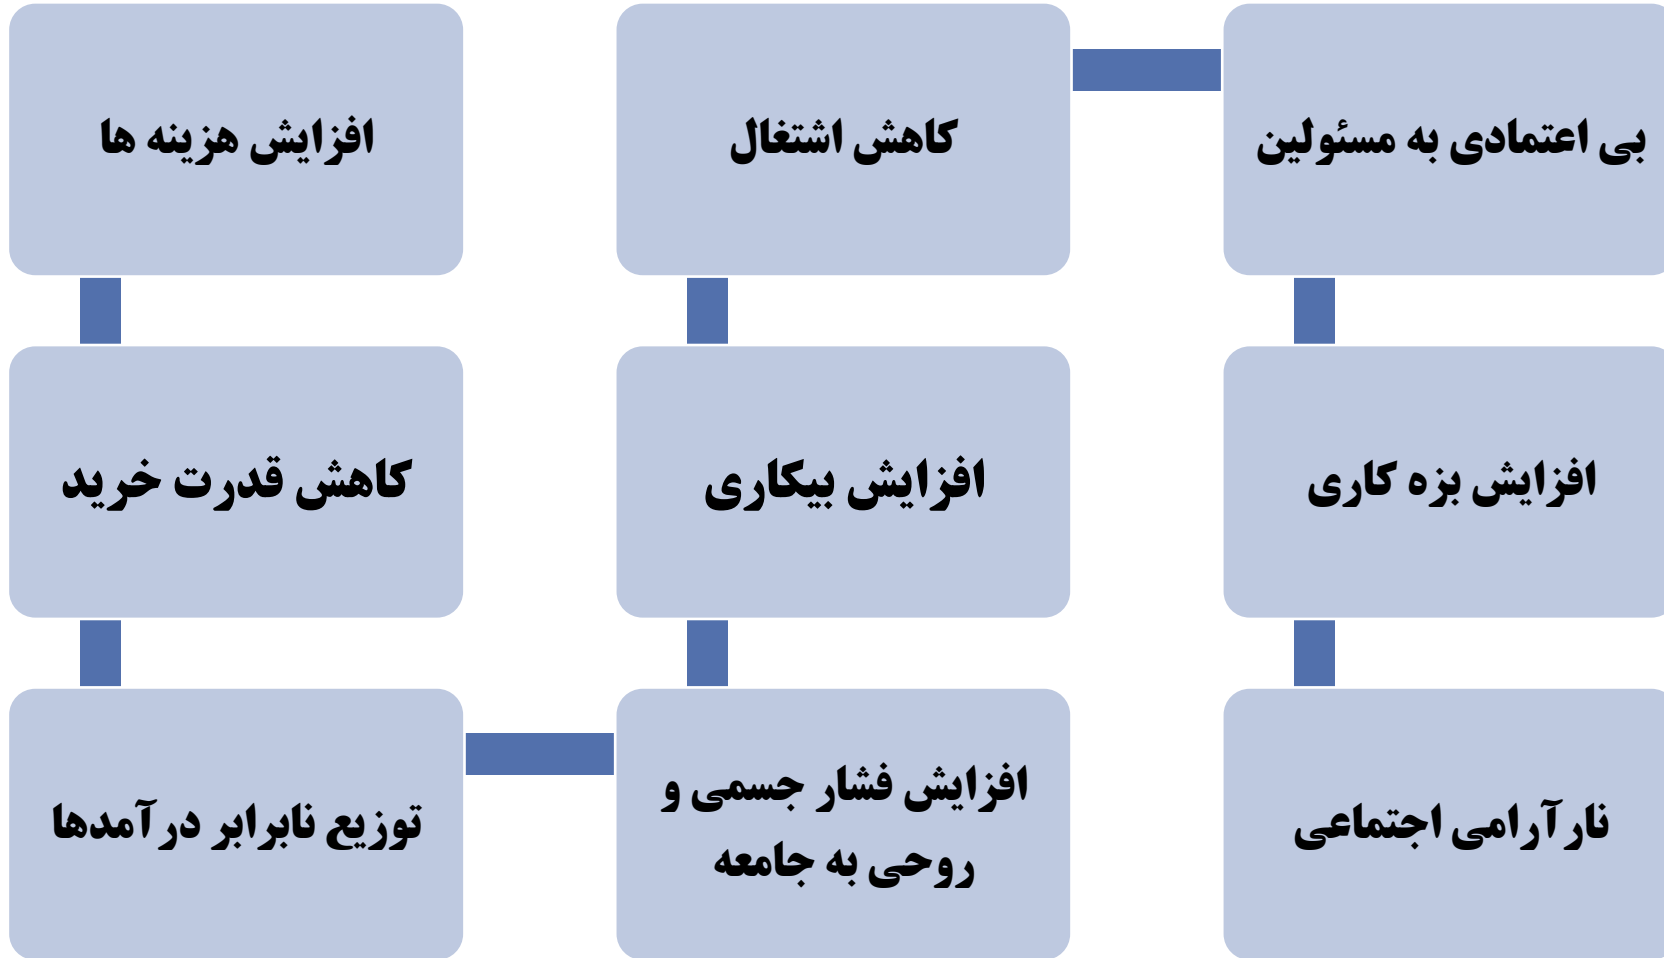 افزایش هزینه ها
کاهش قدرت خرید
توزیع نابرابر درآمدها
افزایش فشار جسمی و
روحی به جامعه
افزایش بیکاری
کاهش اشتغال
بی اعتمادی به مسئولین
افزایش بزه کاری
نارآرامی اجتماعی